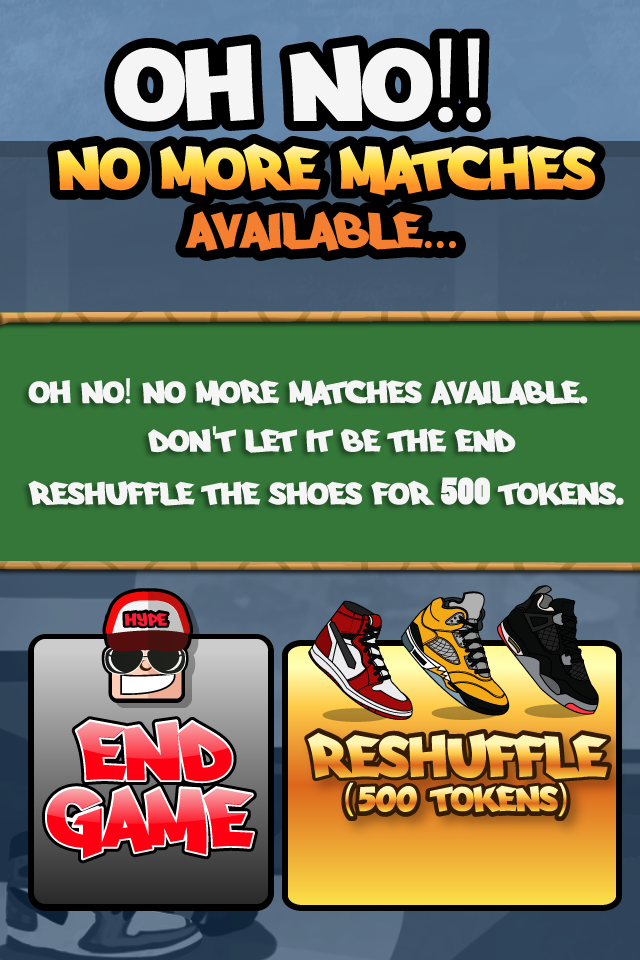 OH NO!!
NO MORE MATCHES
AVAILABLE...
OH NO! NO MORE MATCHES AVAILABLE.
DON'T LET IT BE THE END
RESHUFFLE THE SHOES FOR 500 TOKENS.
HYPE
END
GAME
RESHUFFLE
(500 TOKENS)